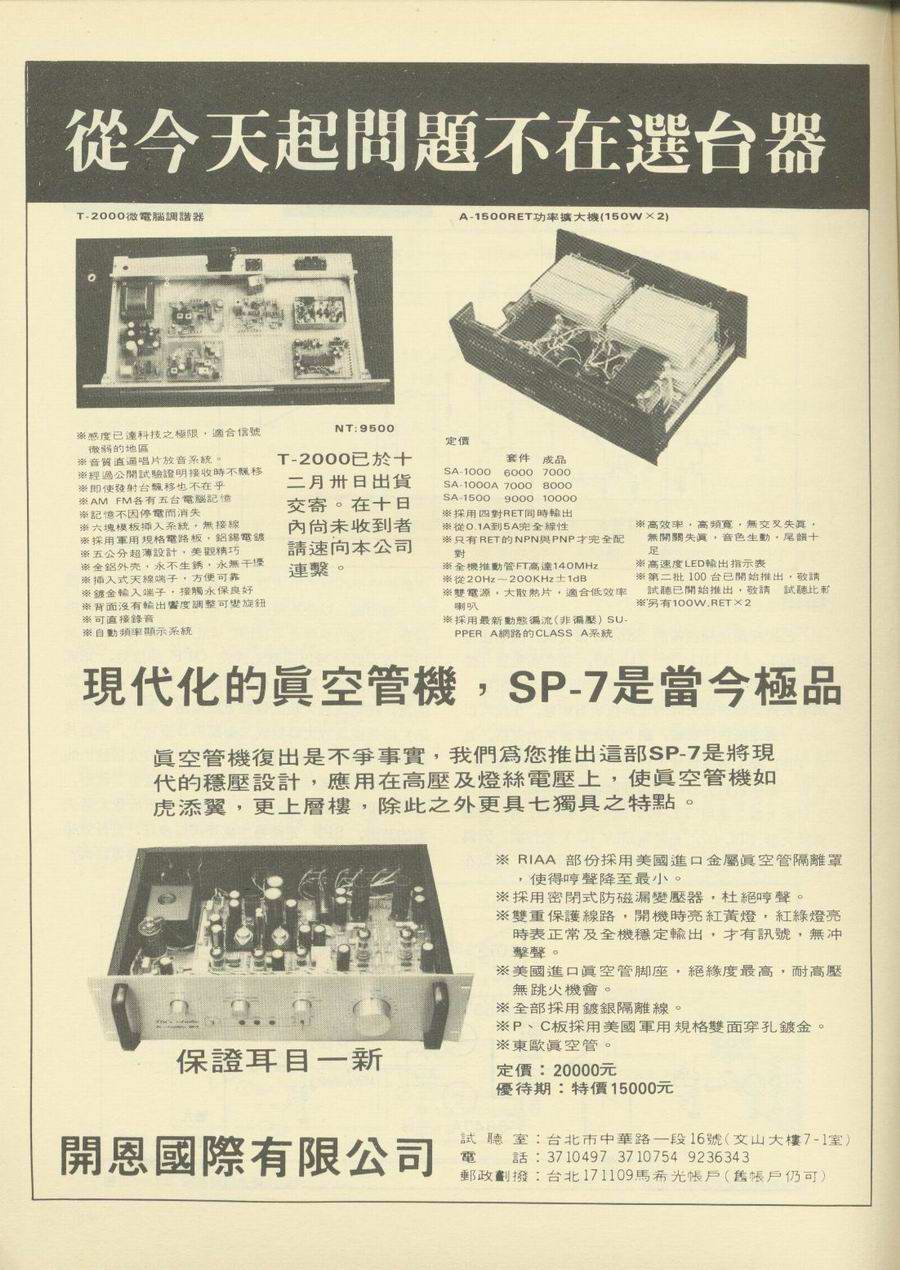 從今天起問題不在選台器
T-2000微電腦調諧器
NT:9500
※感度已達科技之極限，適合信號
微弱的地區
※音質直逼唱片放音系統。
※經過公開試驗證明接收時不飄移
※即使發射台飄移也不在乎
※AM FM各有五台電腦記憶
※記憶不因停電而消失
※六塊模板挿入系統，無接線
※採用軍用規格電路板，鉛錫電鍍
※五公分超薄設計，美觀精巧
※全鋁外壳，永不生銹，永無干擾
※挿入式天線端子，方便可靠
※鍍金輸入端子，接觸永保良好
※背面沒有輸出響度調整可變旋鈕
※可直接錄音
※自動頻率顯示系統
T-2000已於十
二月卅日出貨
交寄。在十日
內尚未收到者
請速向本公司
連繫。
A-1500RET功率擴大機(150W×2)
定價
套件 成品
SA-1000 6000 7000
SA-1000A 7000 8000
SA-1500 9000 10000
※採用四對RET同時輸出
※從0.1A到5A完全線性
※只有RET的NPN與PNP才完全配
對
※全機推動管FT高達140MHz
※從20Hz～200KHz±1dB
※雙電源，大散熱片，適合低效率
喇叭
※採用最新動態偏流(非偏壓) SU-
PPER A網路的CLASS A系統
※高效率，高頻寬，無交叉失眞，
無開關失眞，音色生動，尾韻十
足
※高速度LED輸出指示表
※第二批100台已開始推出，敬請
試聽已開始推出，敬請 試聽比較
※另有100W,RET×2
現代化的眞空管機，SP-7是當今極品
眞空管機復出是不爭事實，我們爲您推出這部SP-7是將現
代的穩壓設計，應用在高壓及燈絲電壓上，使眞空管機如
虎添翼，更上層樓，除此之外更具七獨具之特點。
※ RIAA 部份採用美國進口金屬眞空管隔離罩
，使得哼聲降至最小。
※採用密閉式防磁漏變壓器，杜絕哼聲。
※雙重保護線路，開機時亮紅黃燈，紅綠燈亮
時表正常及全機穩定輸出，才有訊號，無冲
擊聲。
※美國進口眞空管脚座，絕緣度最高，耐高壓
無跳火機會。
※全部採用鍍銀隔離線。
※P、C板採用美國軍用規格雙面穿孔鍍金。
※東歐眞空管。
定價：20000元
優待期：特價15000元
保證耳目一新
開恩國際有限公司
試聽室：台北市中華路一段16號(文山大樓7-1室)
電話：3710497 3710754 9236343
郵政劃撥：台北171109馬希光帳戶(舊帳戶仍可)